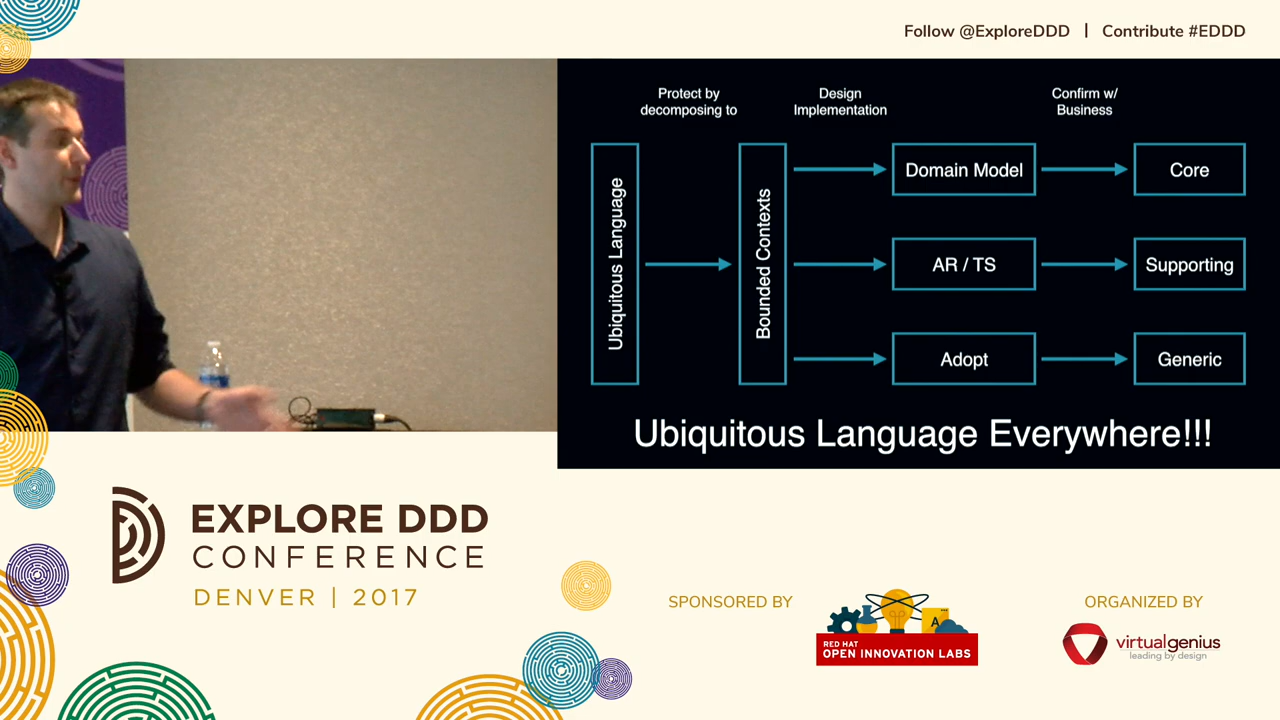 Follow @ExploreDDD | Contribute #EDDD
Protect by
decomposing to
Design
Implementation
Confirm w/
Business
Ubiquitous Language
Bounded Contexts
Domain Model
Core
AR / TS
Supporting
Adopt
Generic
Ubiquitous Language Everywhere!!!
EXPLORE DDD
CONFERENCE
DENVER | 2017
SPONSORED BY
A
RED HAT
OPEN INNOVATION LABS
ORGANIZED BY
virtualgenius
leading by design